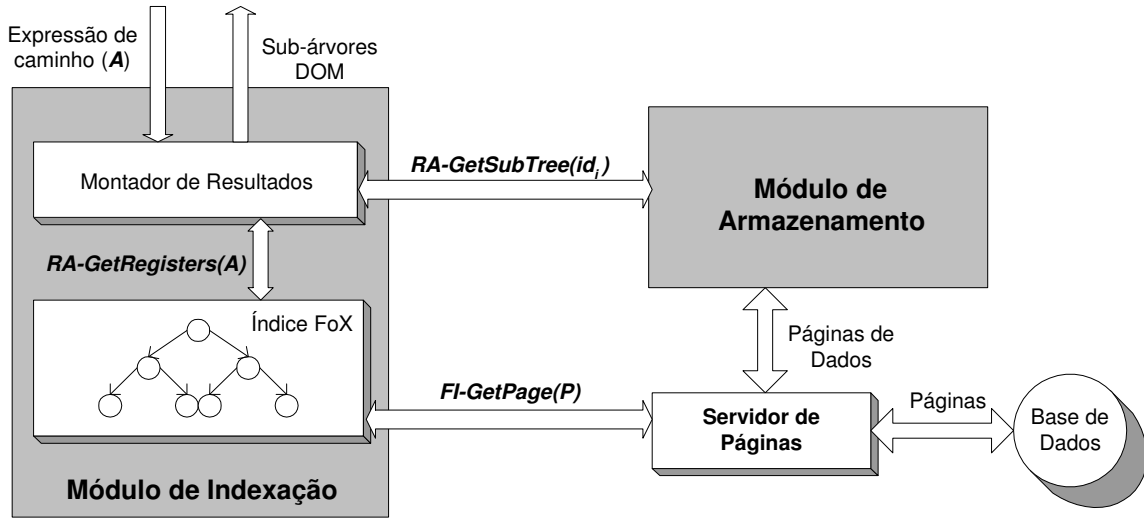 Expressão de
caminho (A)
Sub-árvores
DOM
Montador de Resultados
RA-GetSubTree(idi)
Módulo de
Armazenamento
RA-GetRegisters(A)
Índice FoX
Páginas de
Dados
FI-GetPage(P)
Servidor de
Páginas
Páginas
Base de
Dados
Módulo de Indexação